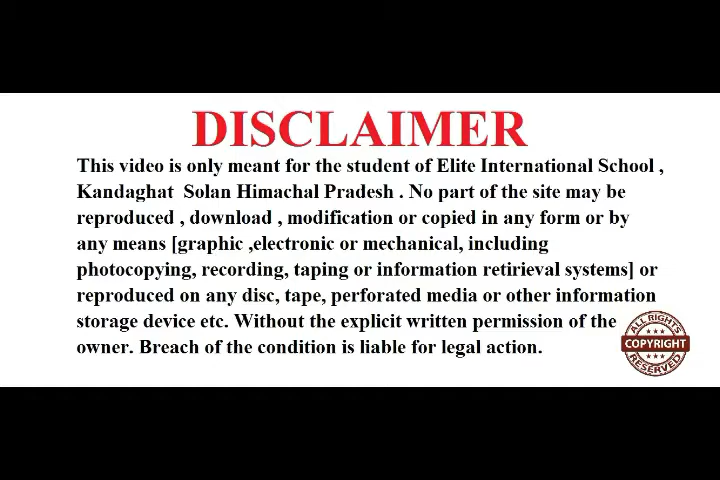 DISCLAIMER
This video is only meant for the student of Elite International School ,
Kandaghat Solan Himachal Pradesh . No part of the site may be
reproduced , download , modification or copied in any form or by
any means [graphic ,electronic or mechanical, including
photocopying, recording, taping or information retirieval systems] or
reproduced on any disc, tape, perforated media or other information
storage device etc. Without the explicit written permission of the
owner. Breach of the condition is liable for legal action.
ALL RIGHTS
COPYRIGHT
RESERVED